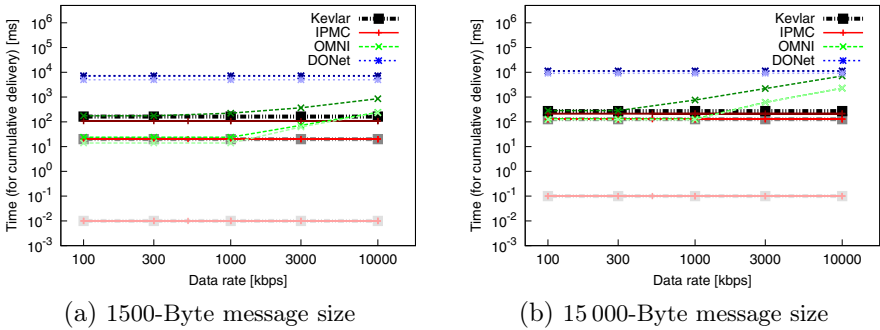 Time (for cumulative delivery) [ms]
10^6
10^5
10^4
10^3
10^2
10^1
10^0
10^-1
10^-2
10^-3
Kevlar
IPMC
OMNI
DONet
100 300 1000 3000 10000
Data rate [kbps]
(a) 1500-Byte message size
Time (for cumulative delivery) [ms]
10^6
10^5
10^4
10^3
10^2
10^1
10^0
10^-1
10^-2
10^-3
Kevlar
IPMC
OMNI
DONet
100 300 1000 3000 10000
Data rate [kbps]
(b) 15 000-Byte message size